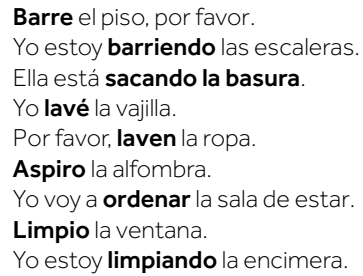 Barre el piso, por favor.
Yo estoy barriendo las escaleras.
Ella está sacando la basura.
Yo lavé la vajilla.
Por favor, laven la ropa.
Aspiro la alfombra.
Yo voy a ordenar la sala de estar.
Limpio la ventana.
Yo estoy limpiando la encimera.